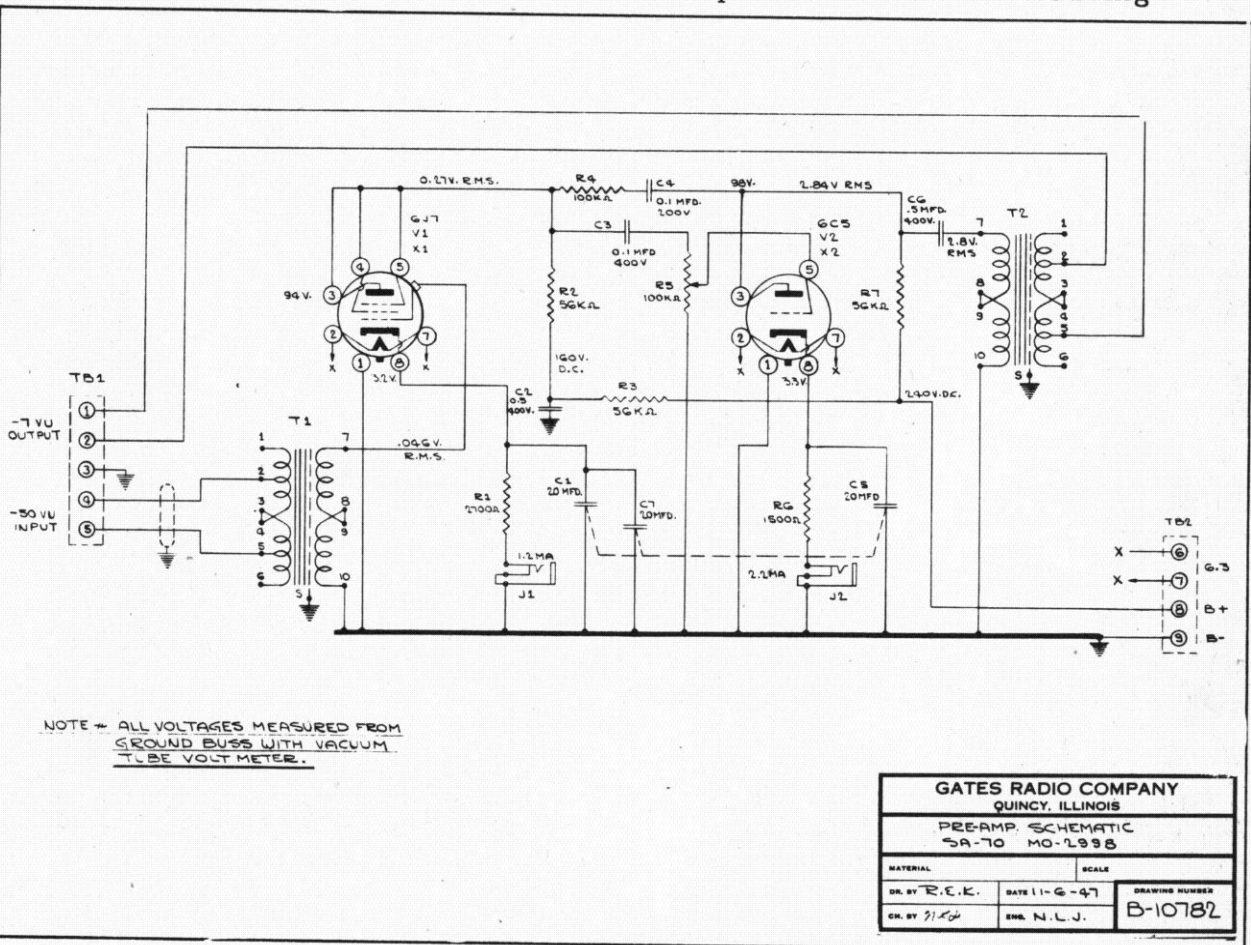 0.27V. R.M.S.
R4
100KΩ
C4
0.1 MFD.
200V
98V.
2.84V RMS
C6
.5MFD.
400V.
2.8V.
RMS
7
T2
1
2
3
4
5
6
8
9
10
S
6J7
V1
X1
4
5
3
94V.
2
7
X
X
1
8
3.2V.
C3
0.1 MFD
400V
R2
56KΩ
R5
100KΩ
160V.
D.C.
6C5
V2
X2
5
3
2
7
X
X
1
8
3.3V.
R7
56KΩ
R3
56KΩ
240V.D.C.
C2
0.5
400V.
TB1
-7 VU
OUTPUT
1
2
3
4
5
-50 VU
INPUT
T1
1
2
3
4
5
6
7
8
9
10
S
.046V.
R.M.S.
R1
2700Ω
C1
20 MFD.
C7
20MFD.
1.2MA
J1
R6
1500Ω
C5
20MFD
2.2MA
J2
TB2
X
6
6.3
X
7
8
B+
9
B-
NOTE - ALL VOLTAGES MEASURED FROM
GROUND BUSS WITH VACUUM
TUBE VOLT METER.
GATES RADIO COMPANY
QUINCY, ILLINOIS
PRE-AMP. SCHEMATIC
SA-70 MO-2998
MATERIAL
SCALE
DR. BY R.E.K.
DATE 11-6-47
DRAWING NUMBER
B-10782
CH. BY
ENG. N.L.J.